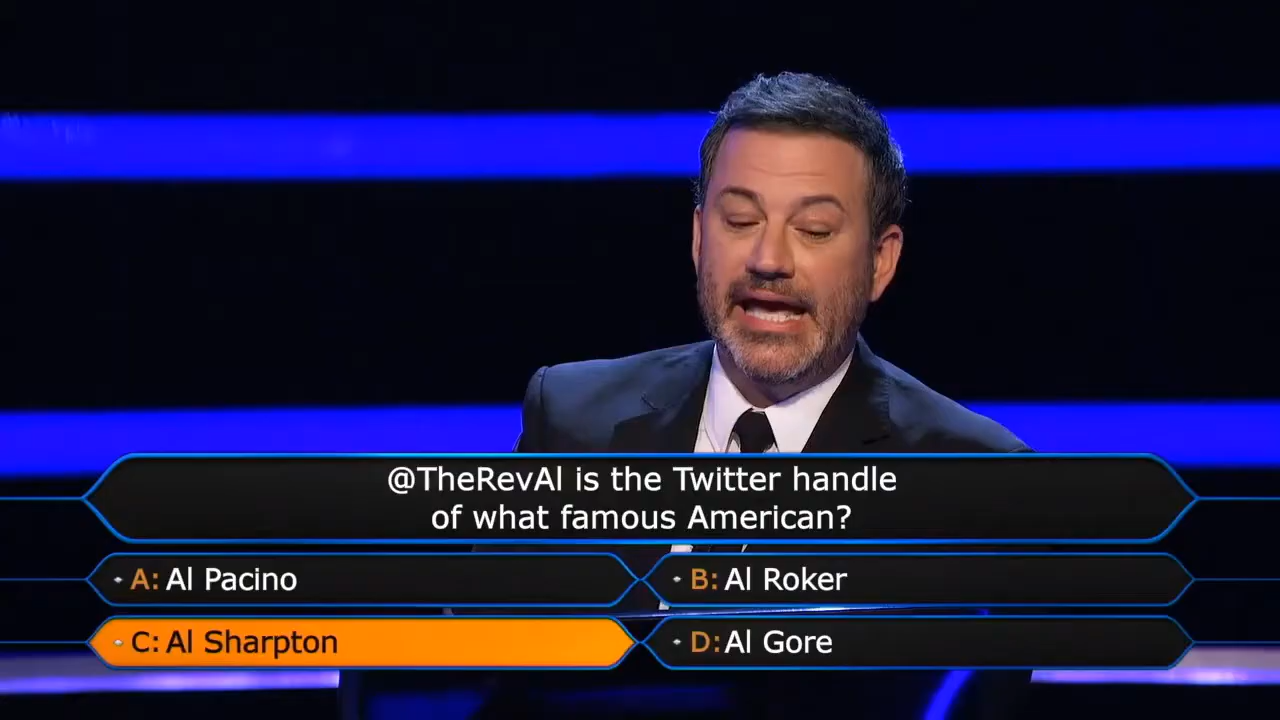 @TheRevAl is the Twitter handle
of what famous American?
A: Al Pacino
B: Al Roker
C: Al Sharpton
D: Al Gore